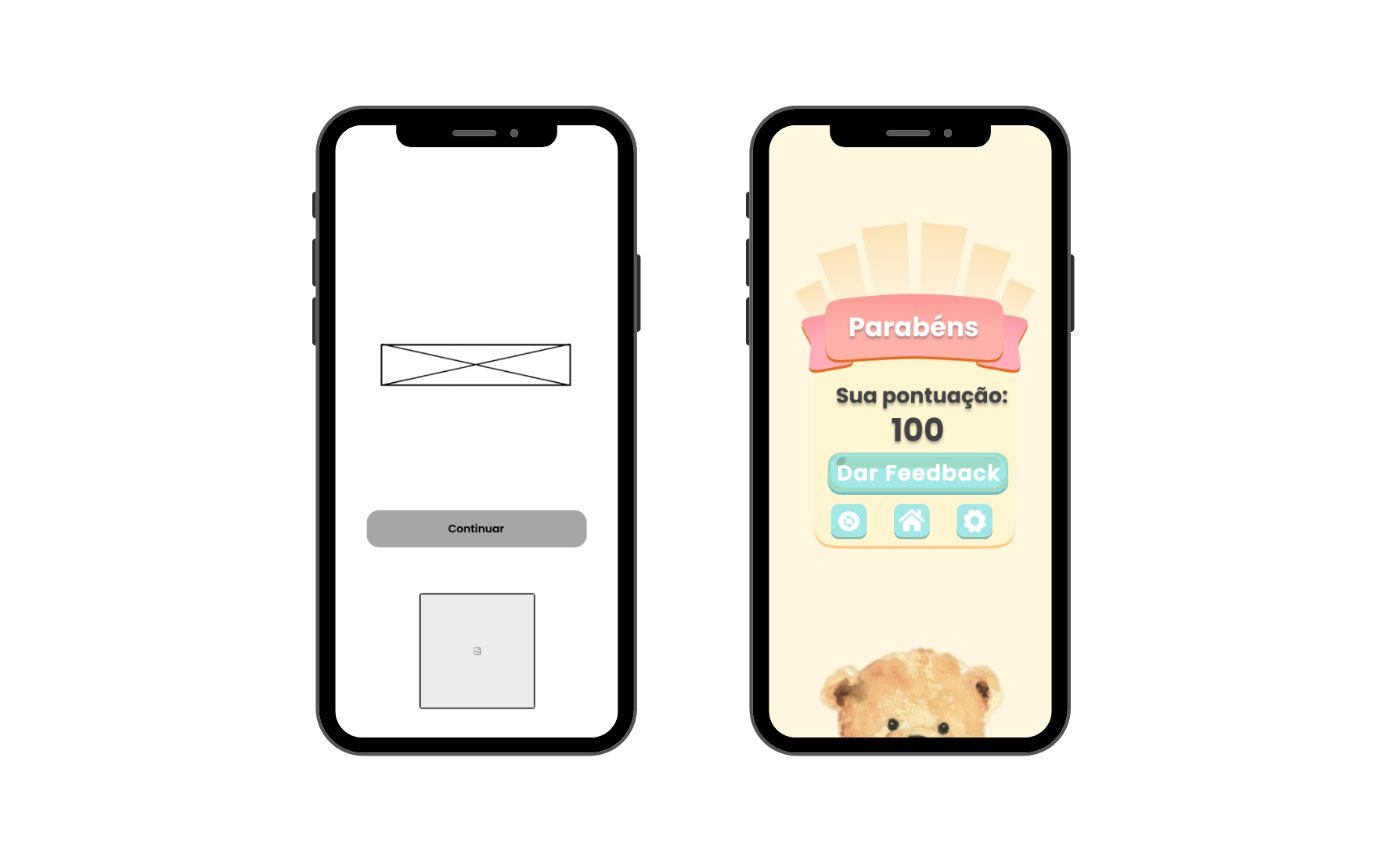 Continuar
Parabéns
Sua pontuação:
100
Dar Feedback